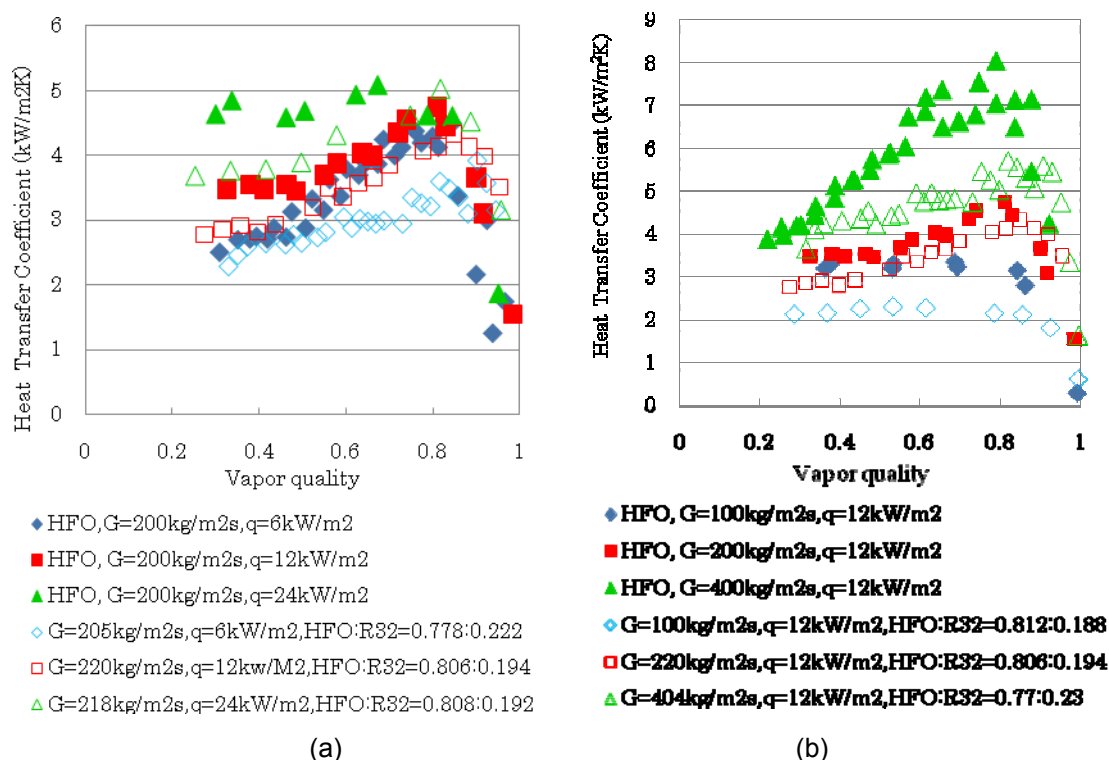 (a)
Heat Transfer Coefficient (kW/m2K)
6
5
4
3
2
1
0
0 0.2 0.4 0.6 0.8 1
Vapor quality
HFO,G=200kg/m2s,q=6kW/m2
HFO, G=200kg/m2s,q=12kW/m2
HFO, G=200kg/m2s,q=24kW/m2
G=205kg/m2s,q=6kW/m2,HFO:R32=0.778:0.222
G=220kg/m2s,q=12kw/M2,HFO:R32=0.806:0.194
G=218kg/m2s,q=24kW/m2,HFO:R32=0.808:0.192
(a)
(b)
Heat Transfer Coefficient (kW/m²K)
9
8
7
6
5
4
3
2
1
0
0 0.2 0.4 0.6 0.8 1
Vapor quality
HFO, G=100kg/m2s,q=12kW/m2
HFO, G=200kg/m2s,q=12kW/m2
HFO, G=400kg/m2s,q=12kW/m2
G=100kg/m2s,q=12kW/m2,HFO:R32=0.812:0.188
G=220kg/m2s,q=12kW/m2,HFO:R32=0.806:0.194
G=404kg/m2s,q=12kW/m2,HFO:R32=0.77:0.23
(b)